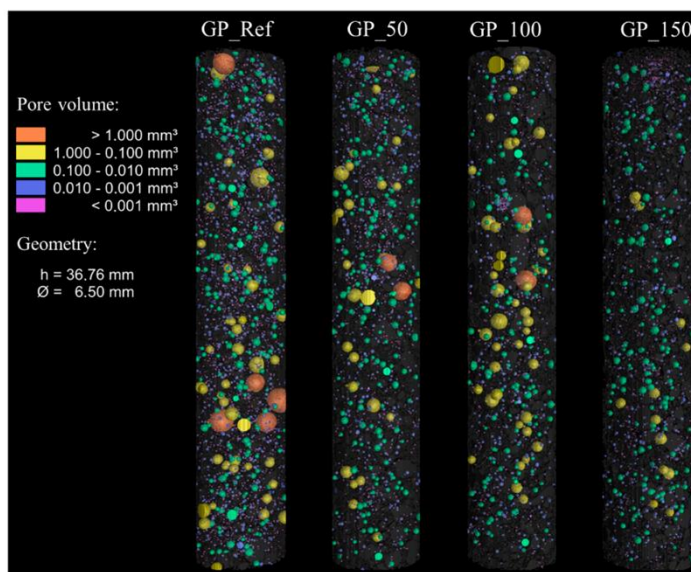 GP_Ref GP_50 GP_100 GP_150
Pore volume:
> 1.000 mm³
1.000 - 0.100 mm³
0.100 - 0.010 mm³
0.010 - 0.001 mm³
< 0.001 mm³
Geometry:
h = 36.76 mm
Ø = 6.50 mm